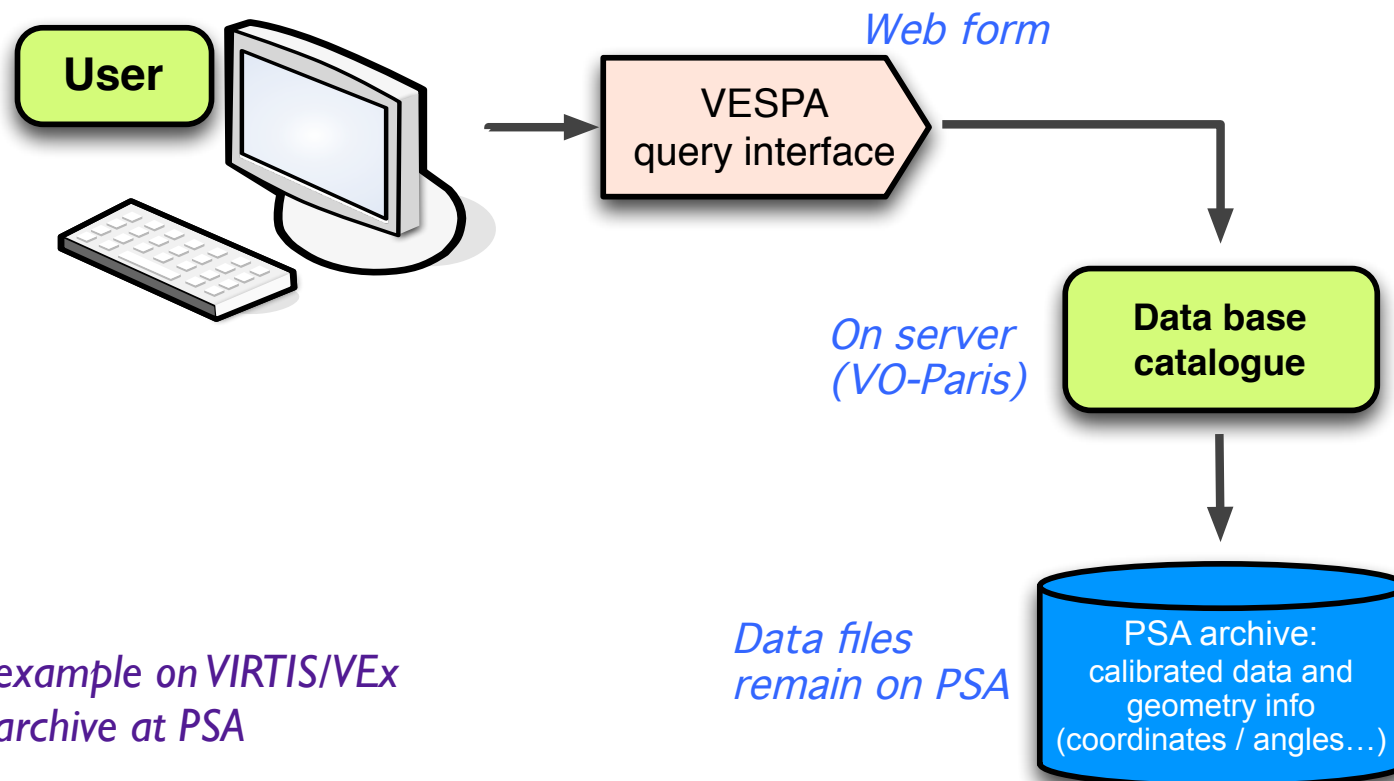 Web form
User
VESPA
query interface
On server
(VO-Paris)
Data base
catalogue
Data files
remain on PSA
PSA archive:
calibrated data and
geometry info
(coordinates / angles…)
example on VIRTIS/VEx
archive at PSA